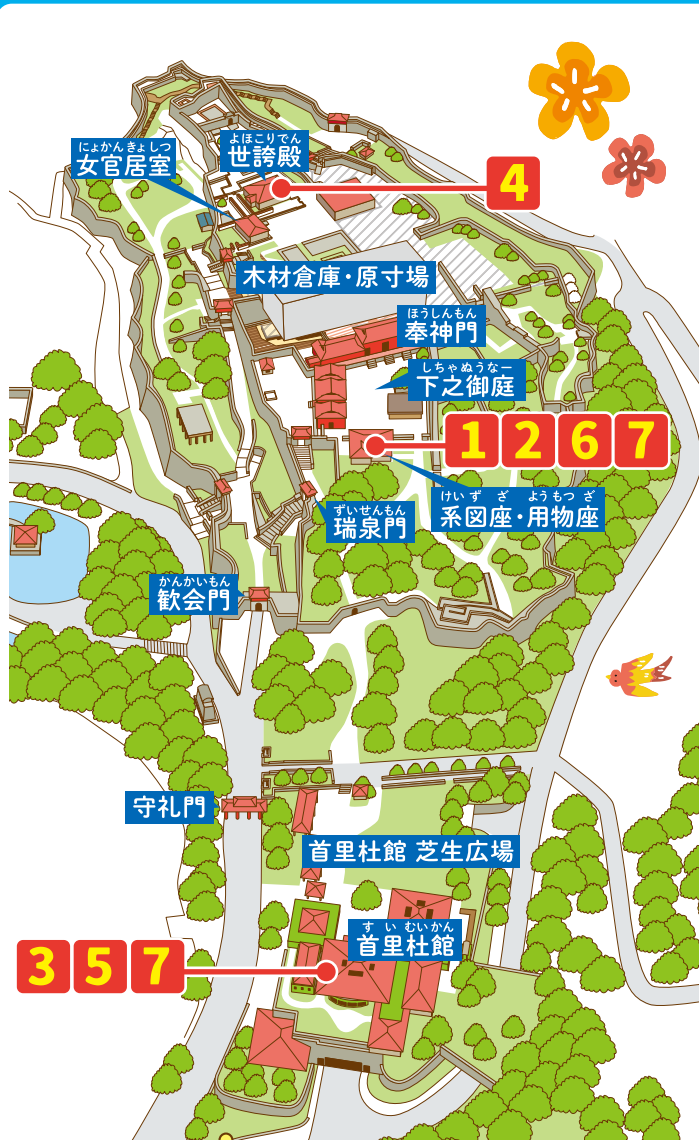 にょかんきょしつ
女官居室
よほこりでん
世誇殿
4
木材倉庫・原寸場
ほうしんもん
奉神門
しちゃぬうなー
下之御庭
1 2 6 7
けいずざ ようもつざ
系図座・用物座
ずいせんもん
瑞泉門
かんかいもん
歓会門
守礼門
首里杜館 芝生広場
すいむいかん
首里杜館
3 5 7